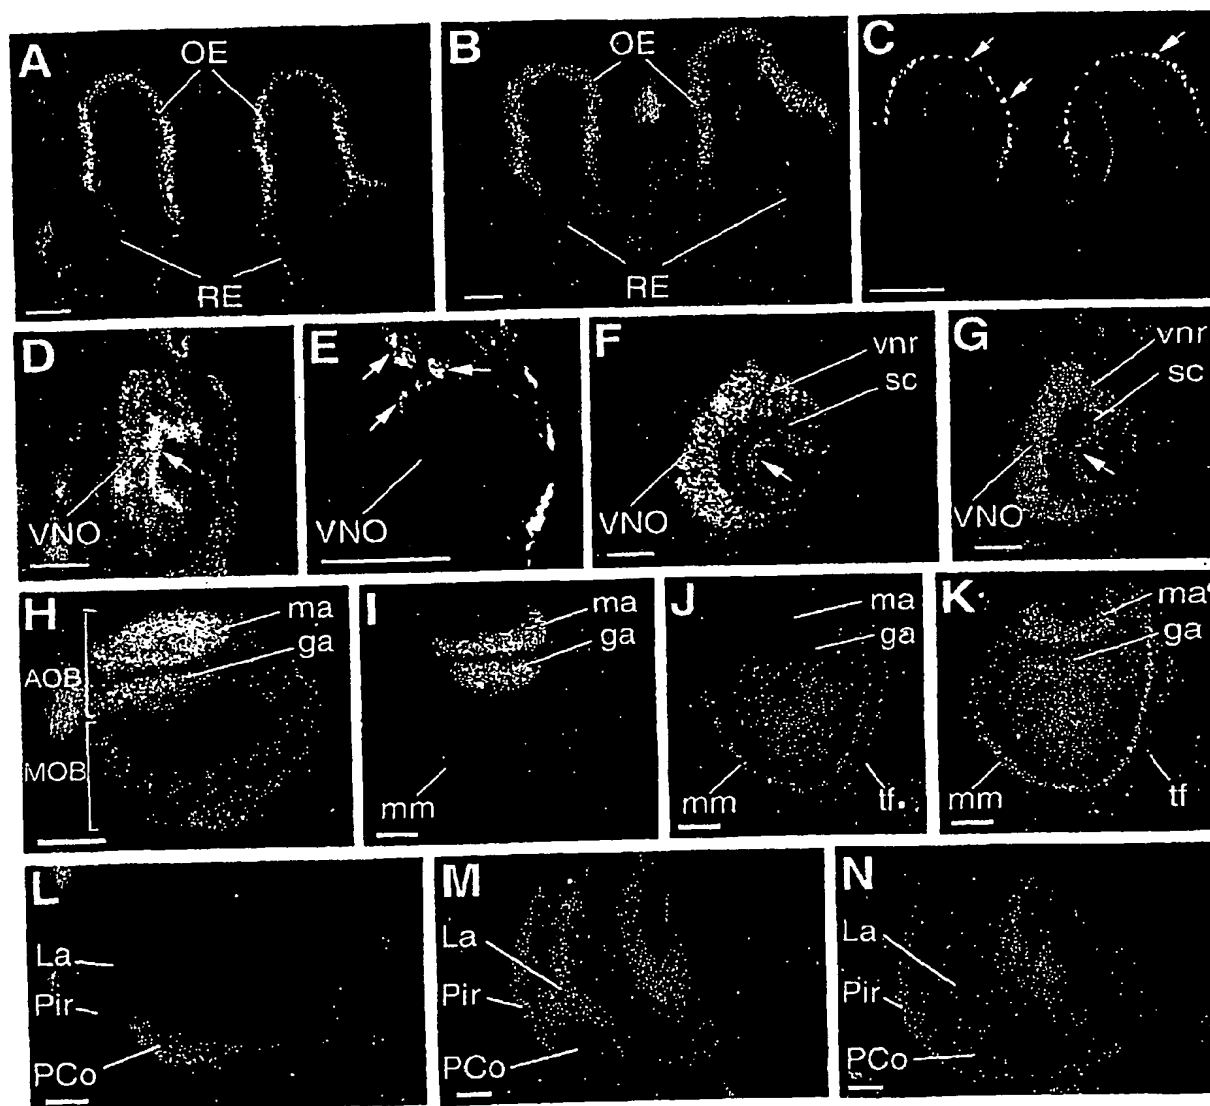 A
OE
RE
B
OE
RE
C
D
VNO
E
VNO
F
vnr
sc
VNO
G
vnr
sc
VNO
H
ma
ga
AOB
MOB
I
ma
ga
mm
J
ma
ga
mm
tf
K
ma
ga
mm
tf
L
La
Pir
PCo
M
La
Pir
PCo
N
La
Pir
PCo